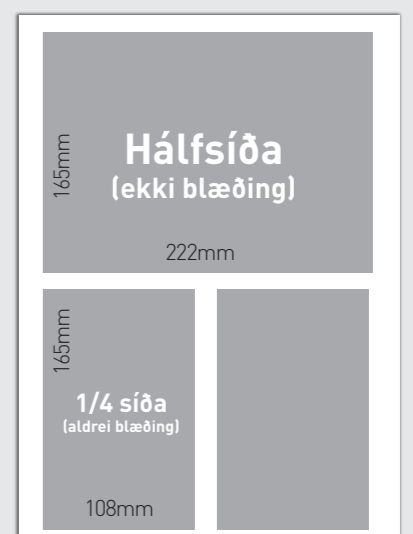 165mm
Hálfsíða
(ekki blæðing)
222mm
165mm
1/4 síða
(aldrei blæðing)
108mm